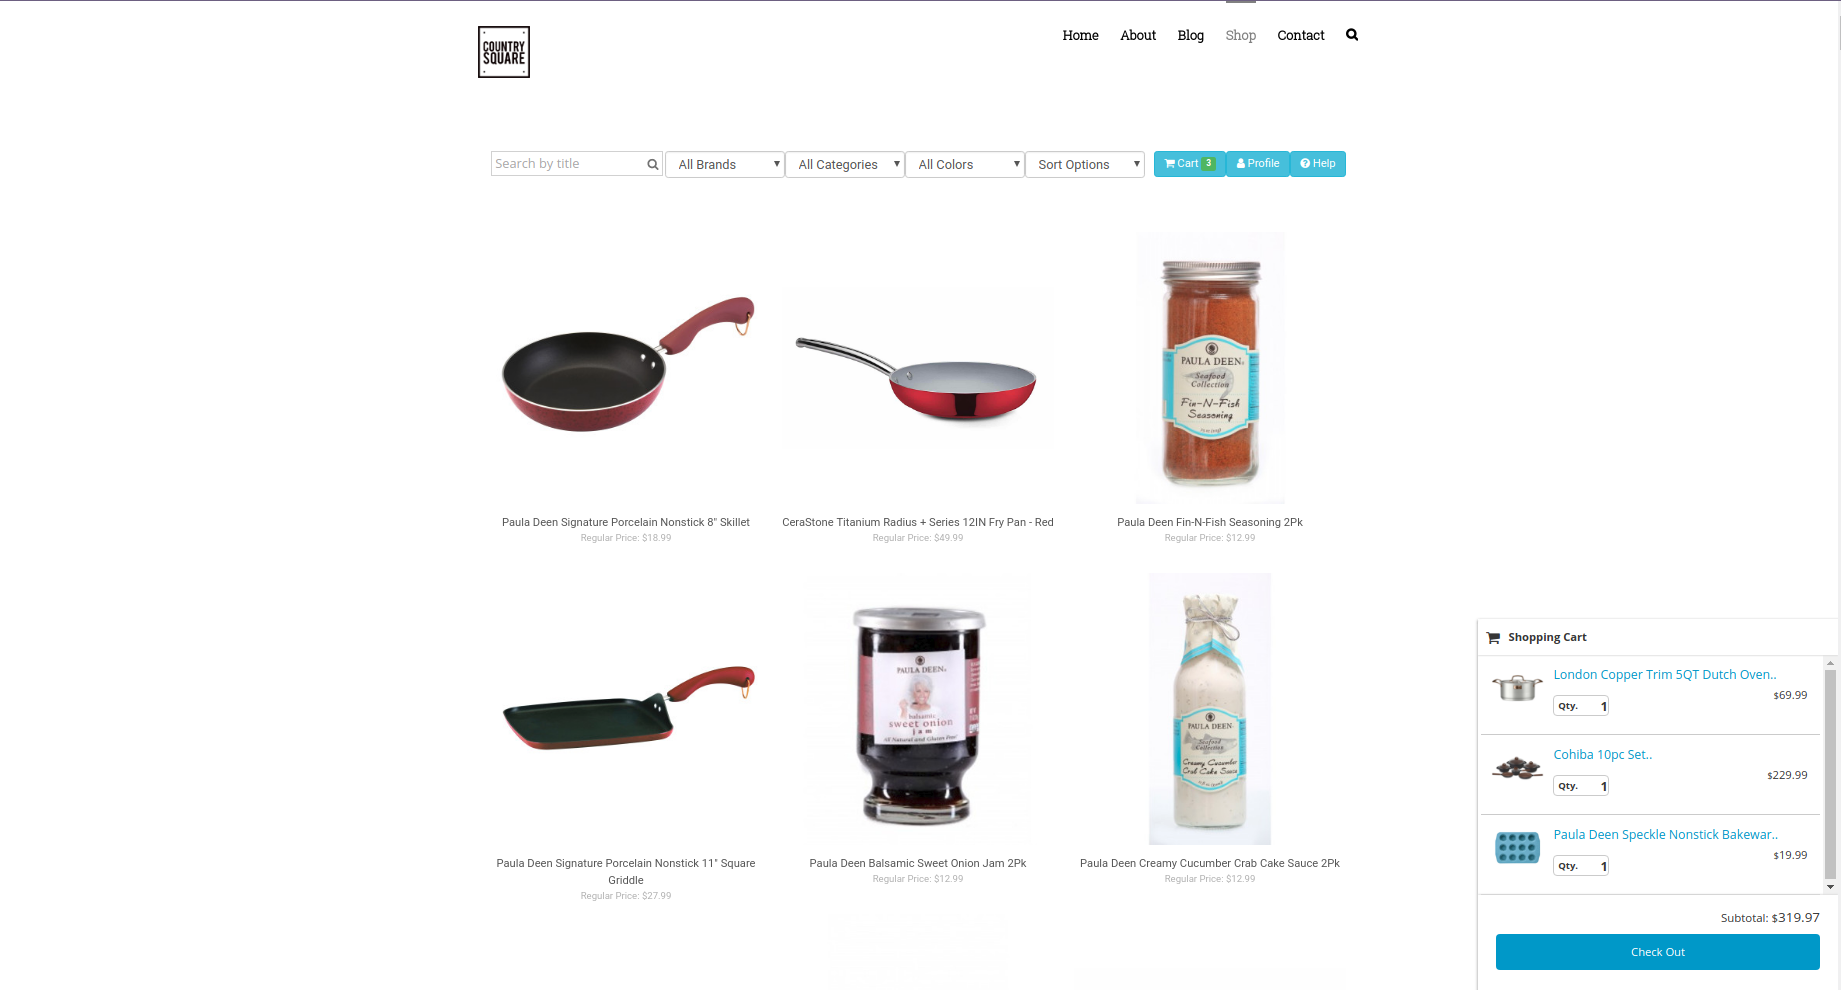 COUNTRY
SQUARE
Home About Blog Shop Contact
Search by title
All Brands
All Categories
All Colors
Sort Options
Cart 3
Profile
Help
PAULA DEEN
Seafood
Collection
Fin-N-Fish
Seasoning
Paula Deen Signature Porcelain Nonstick 8" Skillet
Regular Price: $18.99
CeraStone Titanium Radius + Series 12IN Fry Pan - Red
Regular Price: $49.99
Paula Deen Fin-N-Fish Seasoning 2Pk
Regular Price: $12.99
PAULA DEEN
balsamic
sweet onion
jam
All Natural and Gluten Free!
PAULA DEEN
Seafood
Collection
Creamy Cucumber
Crab Cake Sauce
Paula Deen Signature Porcelain Nonstick 11" Square
Griddle
Regular Price: $27.99
Paula Deen Balsamic Sweet Onion Jam 2Pk
Regular Price: $12.99
Paula Deen Creamy Cucumber Crab Cake Sauce 2Pk
Regular Price: $12.99
Shopping Cart
London Copper Trim 5QT Dutch Oven..
$69.99
Qty. 1
Cohiba 10pc Set..
$229.99
Qty. 1
Paula Deen Speckle Nonstick Bakewar..
$19.99
Qty. 1
Subtotal: $319.97
Check Out